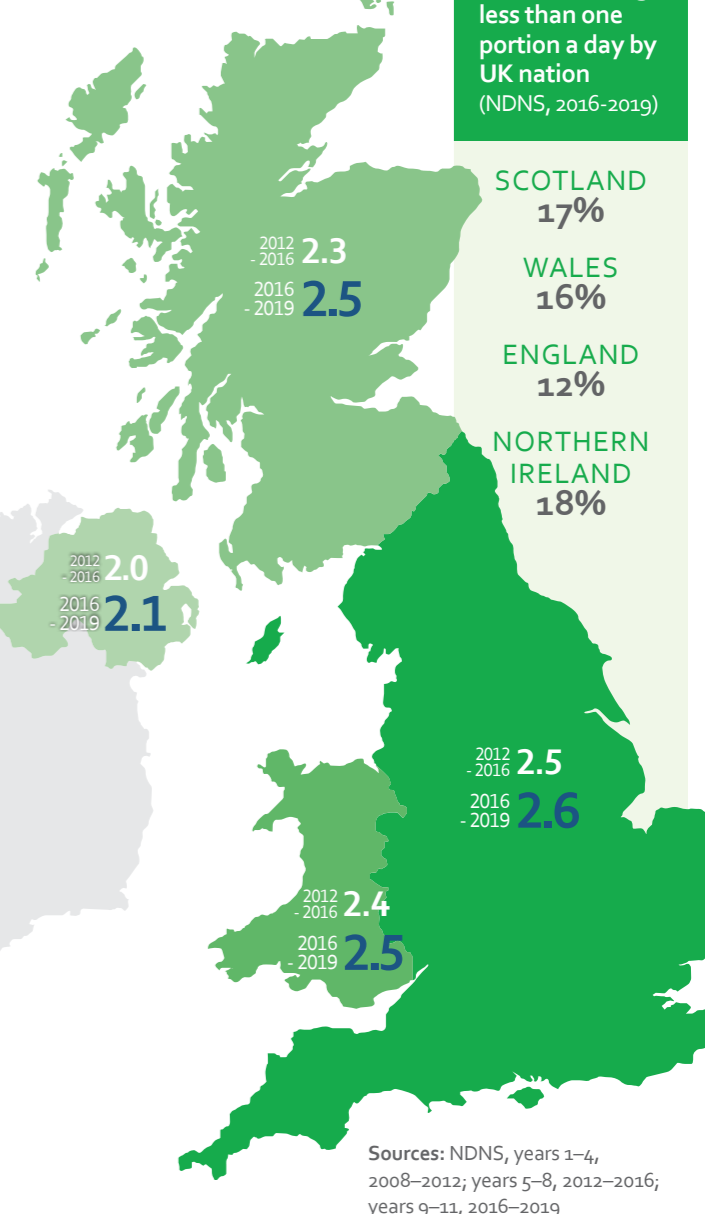 less than one
portion a day by
UK nation
(NDNS, 2016-2019)
SCOTLAND
17%
WALES
16%
ENGLAND
12%
NORTHERN
IRELAND
18%
2012
- 2016 2.3
2016
- 2019 2.5
2012
- 2016 2.0
2016
- 2019 2.1
2012
- 2016 2.5
2016
- 2019 2.6
2012
- 2016 2.4
2016
- 2019 2.5
Sources: NDNS, years 1–4,
2008–2012; years 5–8, 2012–2016;
years 9–11, 2016–2019